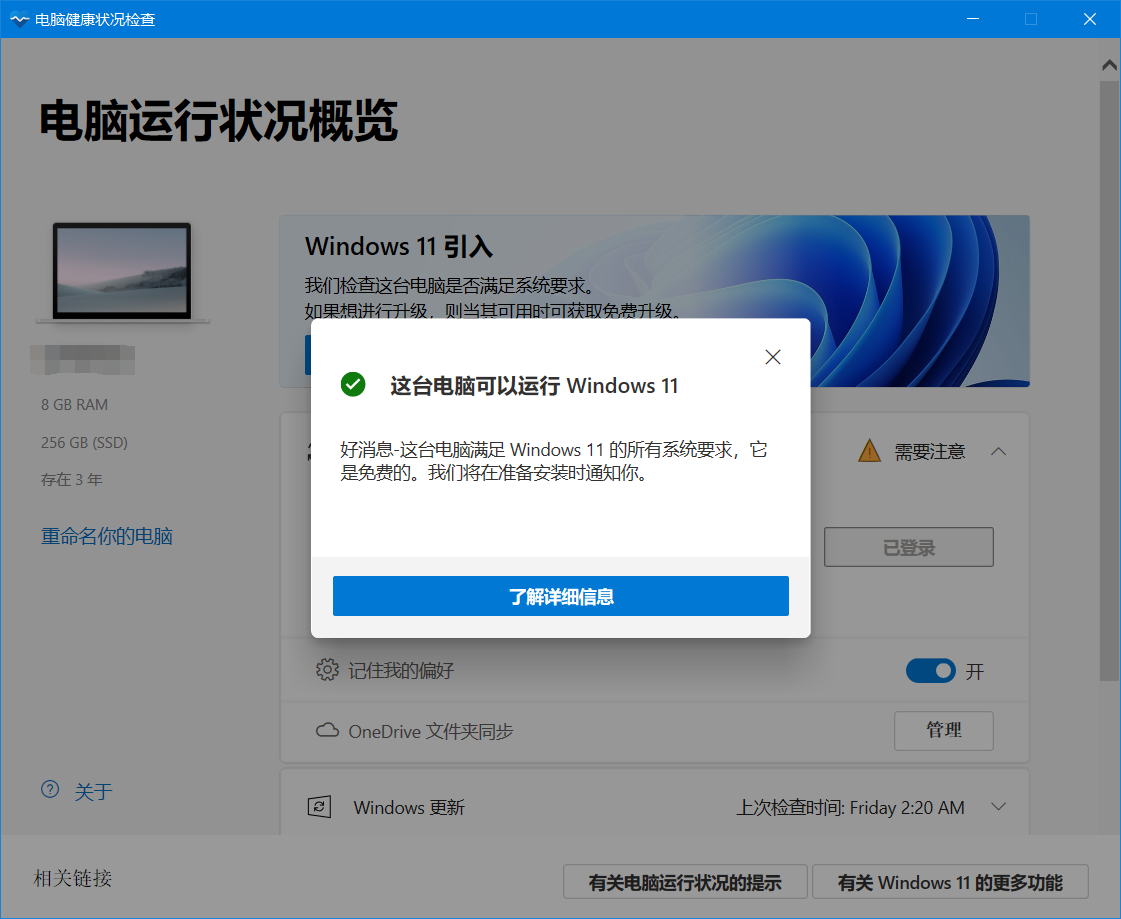 电脑健康状况检查
电脑运行状况概览
Windows 11 引入
我们检查这台电脑是否满足系统要求。
如果想进行升级，则当其可用时可获取免费升级。
8 GB RAM
256 GB (SSD)
存在 3 年
重命名你的电脑
这台电脑可以运行 Windows 11
好消息-这台电脑满足 Windows 11 的所有系统要求，它
是免费的。我们将在准备安装时通知你。
了解详细信息
需要注意
已登录
记住我的偏好
开
OneDrive 文件夹同步
管理
关于
Windows 更新
上次检查时间: Friday 2:20 AM
相关链接
有关电脑运行状况的提示
有关 Windows 11 的更多功能